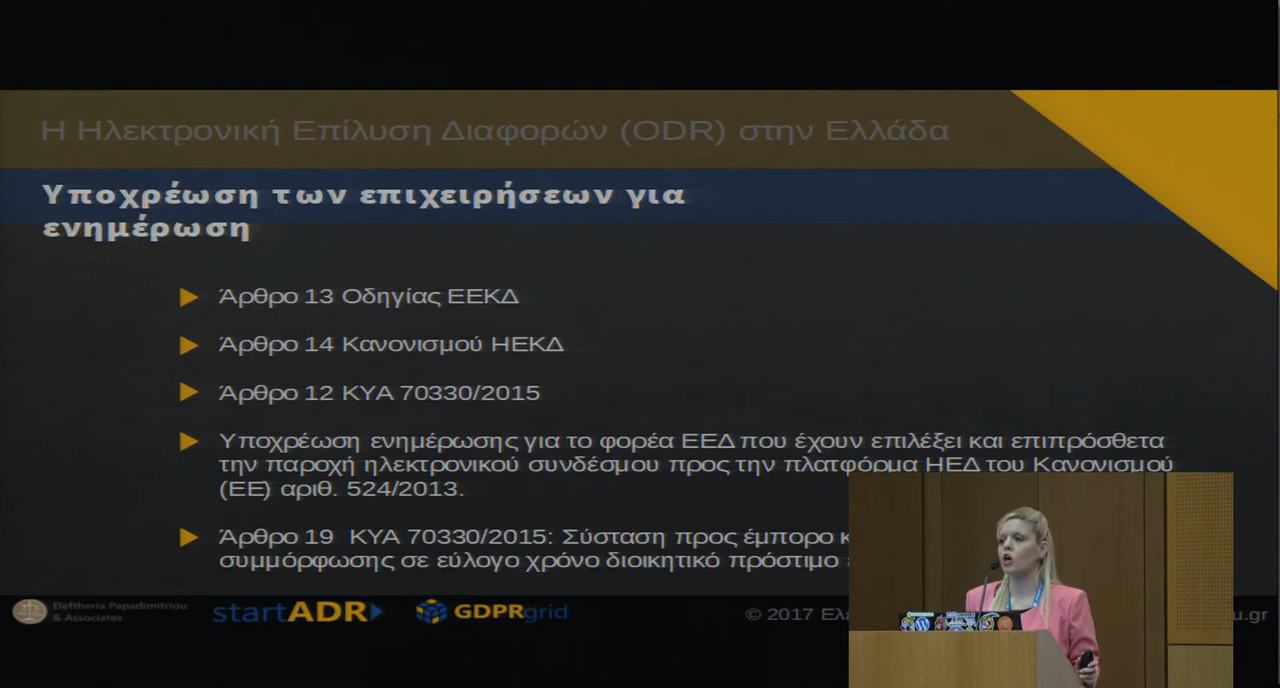 Η Ηλεκτρονική Επίλυση Διαφορών (ODR) στην Ελλάδα
Υποχρέωση των επιχειρήσεων για
ενημέρωση
Άρθρο 13 Οδηγίας ΕΕΚΔ
Άρθρο 14 Κανονισμού ΗΕΚΔ
Άρθρο 12 ΚΥΑ 70330/2015
Υποχρέωση ενημέρωσης για το φορέα ΕΕΔ που έχουν επιλέξει και επιπρόσθετα
την παροχή ηλεκτρονικού συνδέσμου προς την πλατφόρμα ΗΕΔ του Κανονισμού
(ΕΕ) αριθ. 524/2013.
Άρθρο 19 ΚΥΑ 70330/2015: Σύσταση προς έμπορο
συμμόρφωσης σε εύλογο χρόνο διοικητικό πρόστιμο
Eleftheria Papadimitriou
& Associates
startADR
GDPRgrid
© 2017
u.gr